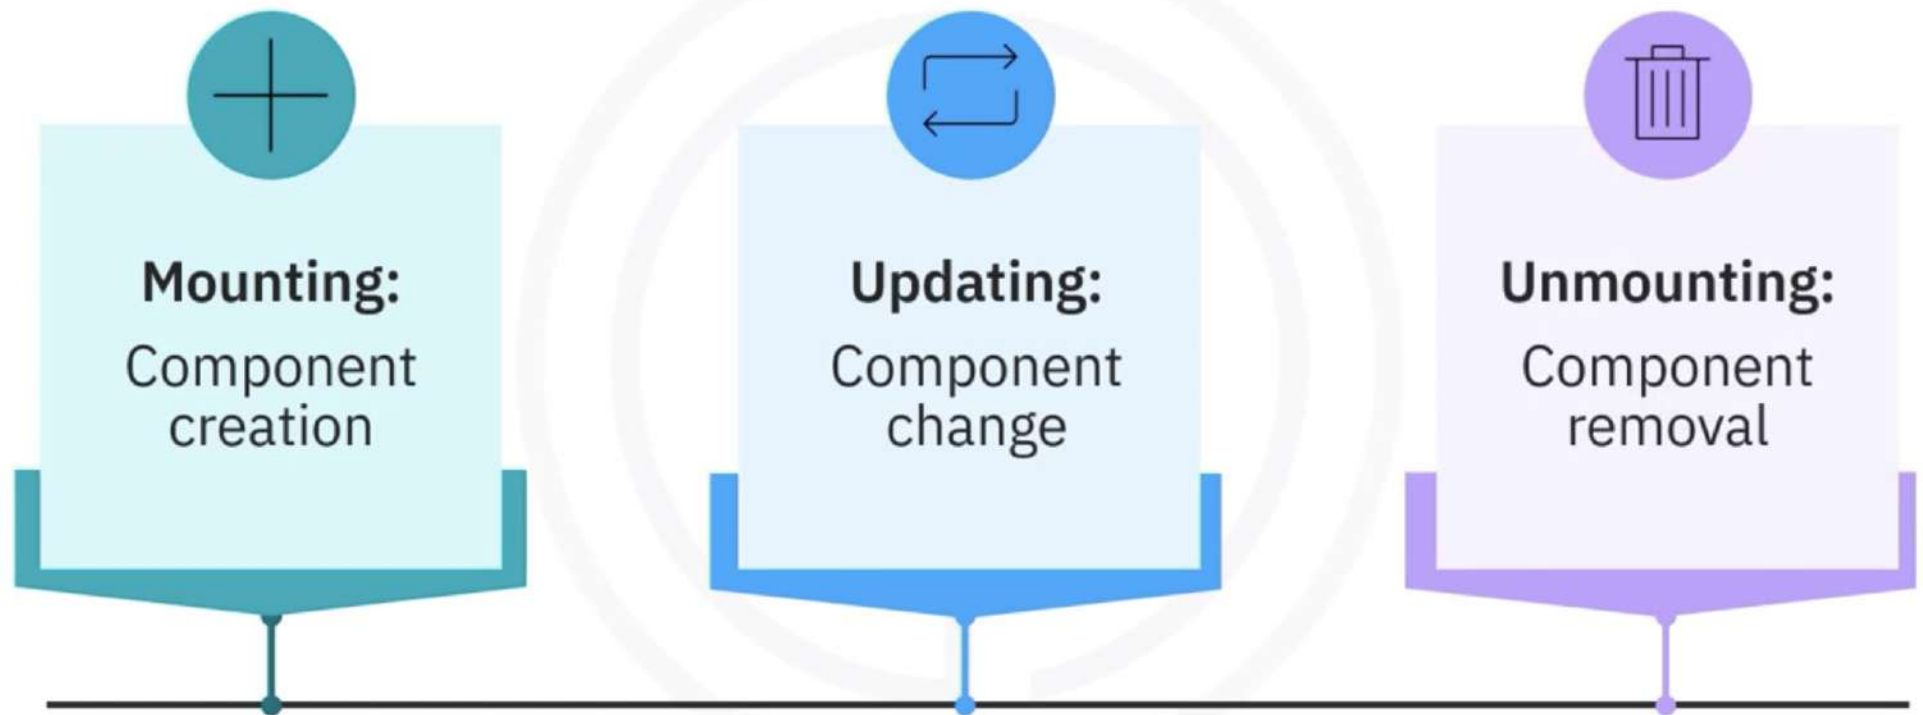 Mounting:
Component
creation
Updating:
Component
change
Unmounting:
Component
removal